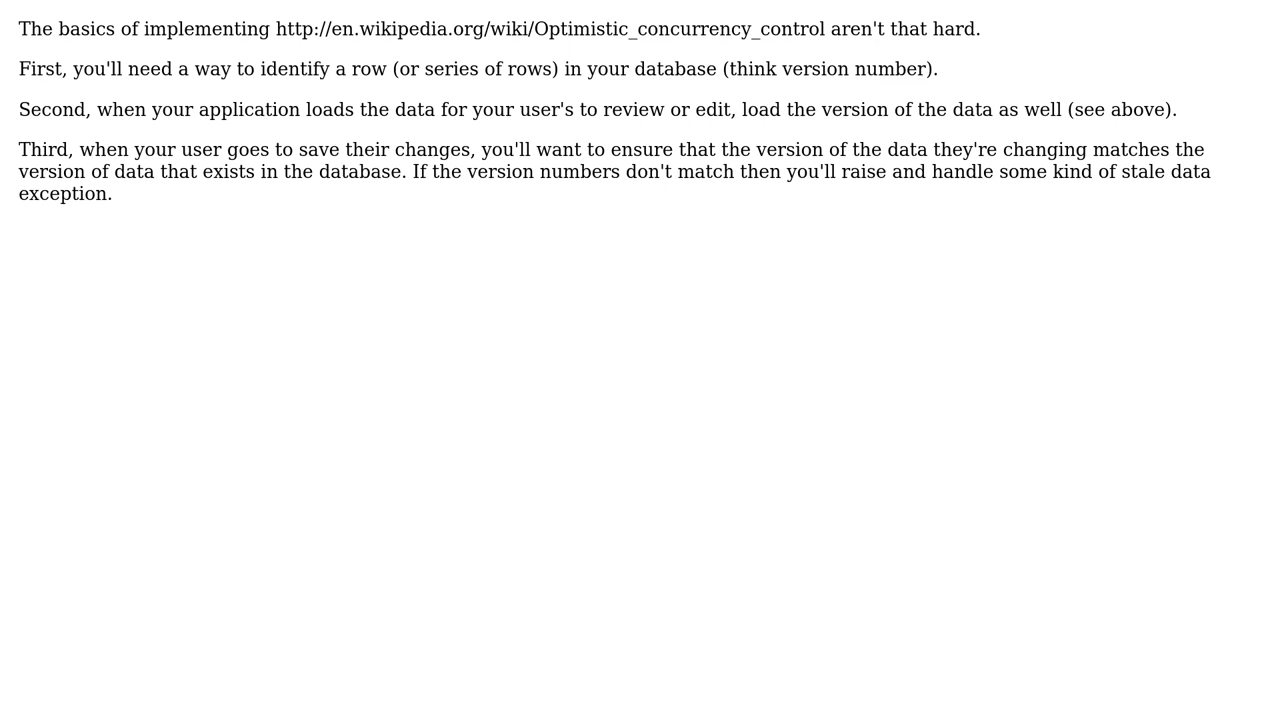 The basics of implementing http://en.wikipedia.org/wiki/Optimistic_concurrency_control aren't that hard.
First, you'll need a way to identify a row (or series of rows) in your database (think version number).
Second, when your application loads the data for your user's to review or edit, load the version of the data as well (see above).
Third, when your user goes to save their changes, you'll want to ensure that the version of the data they're changing matches the
version of data that exists in the database. If the version numbers don't match then you'll raise and handle some kind of stale data
exception.